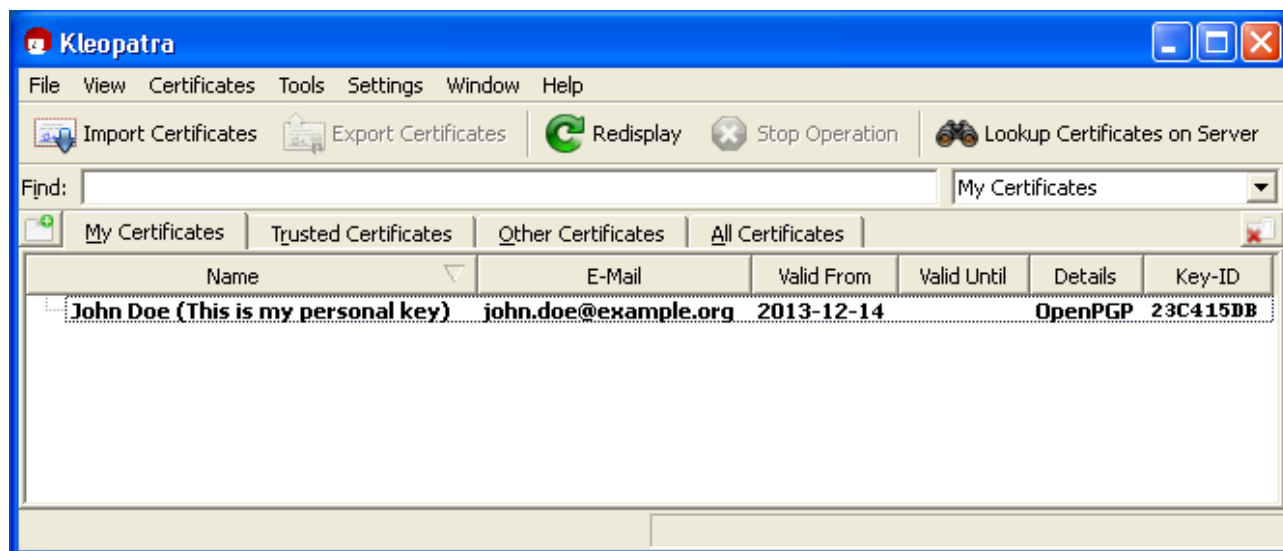 Kleopatra
File View Certificates Tools Settings Window Help
Import Certificates Export Certificates Redisplay Stop Operation Lookup Certificates on Server
Find: My Certificates
My Certificates Trusted Certificates Other Certificates All Certificates
Name E-Mail Valid From Valid Until Details Key-ID
John Doe (This is my personal key) john.doe@example.org 2013-12-14 OpenPGP 23C415DB